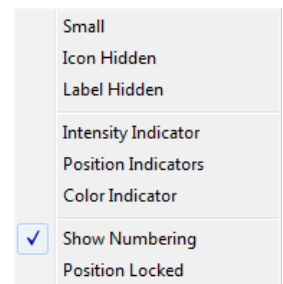 Small
Icon Hidden
Label Hidden
Intensity Indicator
Position Indicators
Color Indicator
Show Numbering
Position Locked